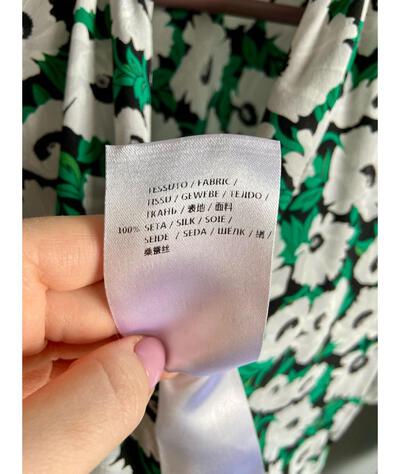 TESSUTO / FABRIC /
TISSU / GEWEBE / TEJIDO /
ТКАНЬ / 表地 / 面料
100% SETA / SILK / SOIE /
SEIDE / SEDA / ШЕЛК / 绢 /
桑蠶丝